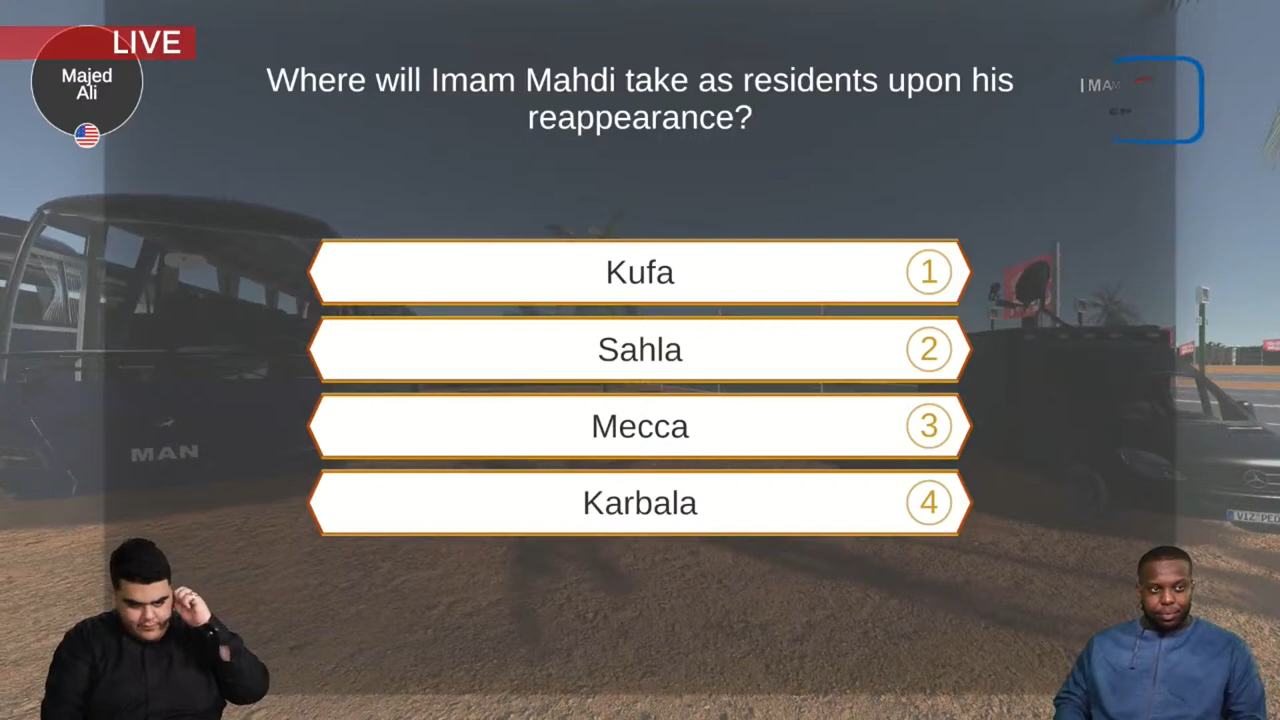 LIVE
Majed
Ali
Where will Imam Mahdi take as residents upon his
reappearance?
Kufa 1
Sahla 2
Mecca 3
Karbala 4
MAN